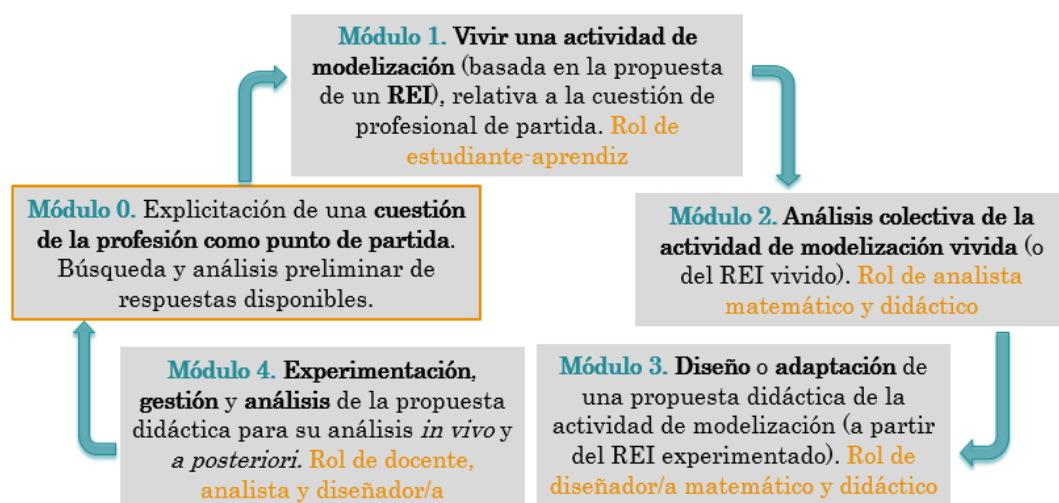 Módulo 1. Vivir una actividad de
modelización (basada en la propuesta
de un REI), relativa a la cuestión de
profesional de partida. Rol de
estudiante-aprendiz
Módulo 0. Explicitación de una cuestión
de la profesión como punto de partida.
Búsqueda y análisis preliminar de
respuestas disponibles.
Módulo 2. Análisis colectiva de la
actividad de modelización vivida (o
del REI vivido). Rol de analista
matemático y didáctico
Módulo 4. Experimentación,
gestión y análisis de la propuesta
didáctica para su análisis in vivo y
a posteriori. Rol de docente,
analista y diseñador/a
Módulo 3. Diseño o adaptación de
una propuesta didáctica de la
actividad de modelización (a partir
del REI experimentado). Rol de
diseñador/a matemático y didáctico